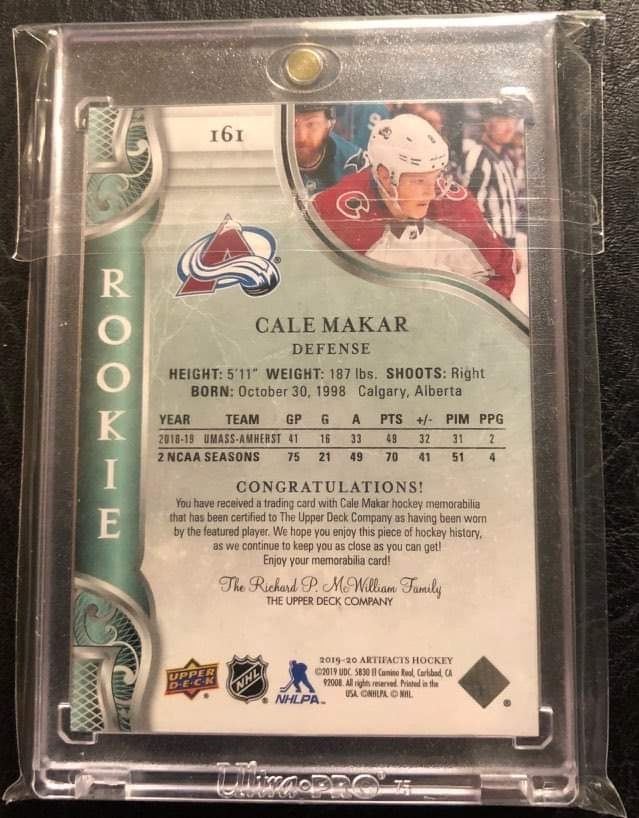 161
ROOKIE
CALE MAKAR
DEFENSE
HEIGHT: 5'11" WEIGHT: 187 lbs. SHOOTS: Right
BORN: October 30, 1998 Calgary, Alberta
YEAR TEAM GP G A PTS +/- PIM PPG
2018-19 UMASS-AMHERST 41 16 33 49 32 31 2
2 NCAA SEASONS 75 21 49 70 41 51 4
CONGRATULATIONS!
You have received a trading card with Cale Makar hockey memorabilia
that has been certified to The Upper Deck Company as having been worn
by the featured player. We hope you enjoy this piece of hockey history,
as we continue to keep you as close as you can get!
Enjoy your memorabilia card!
The Richard P. McWilliam Family
THE UPPER DECK COMPANY
2019-20 ARTIFACTS HOCKEY
©2019 UDC. 5830 El Camino Real, Carlsbad, CA
92008. All rights reserved. Printed in the
USA. ©NHLPA. © NHL.
UPPER
D·E·C·K
NHL
NHLPA
Ultra·PRO® 75